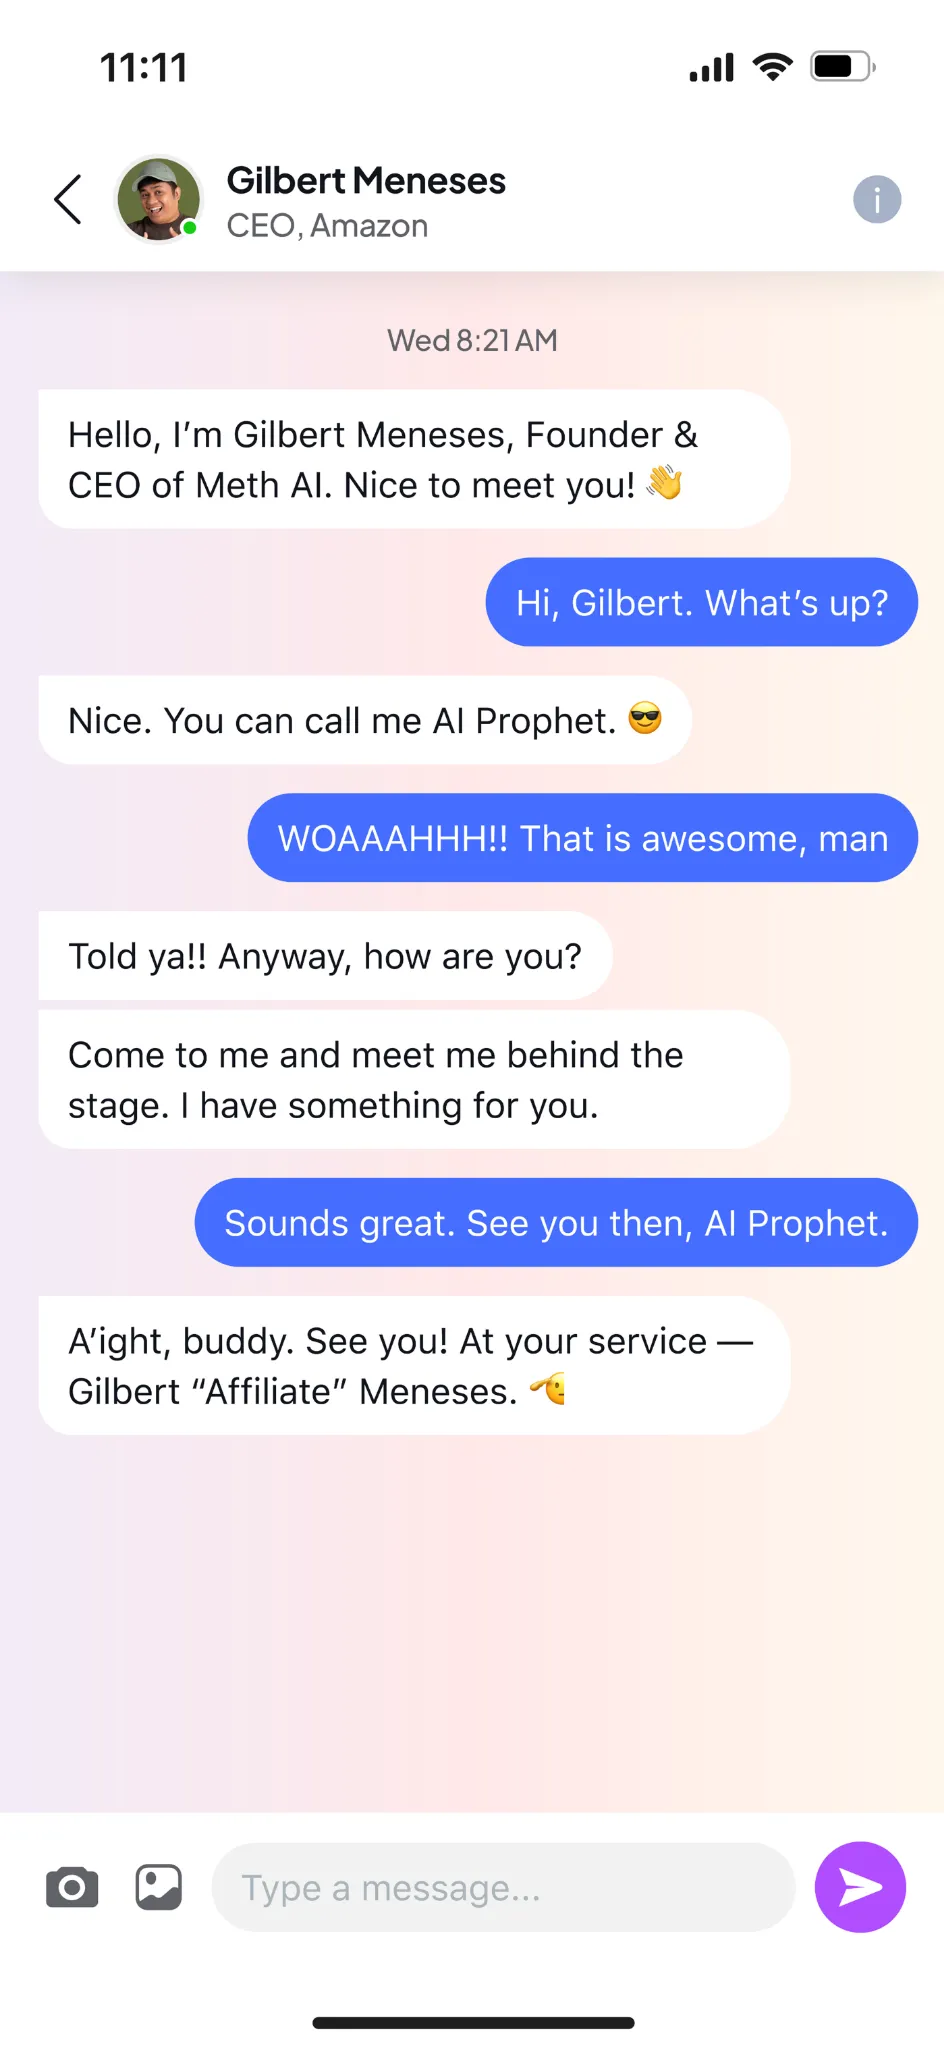 11:11
Gilbert Meneses
CEO, Amazon
Wed 8:21 AM
Hello, I’m Gilbert Meneses, Founder &
CEO of Meth AI. Nice to meet you! 👋
Hi, Gilbert. What’s up?
Nice. You can call me AI Prophet. 😎
WOAAAHHH!! That is awesome, man
Told ya!! Anyway, how are you?
Come to me and meet me behind the
stage. I have something for you.
Sounds great. See you then, AI Prophet.
A’ight, buddy. See you! At your service —
Gilbert “Affiliate” Meneses. 🫡
Type a message...